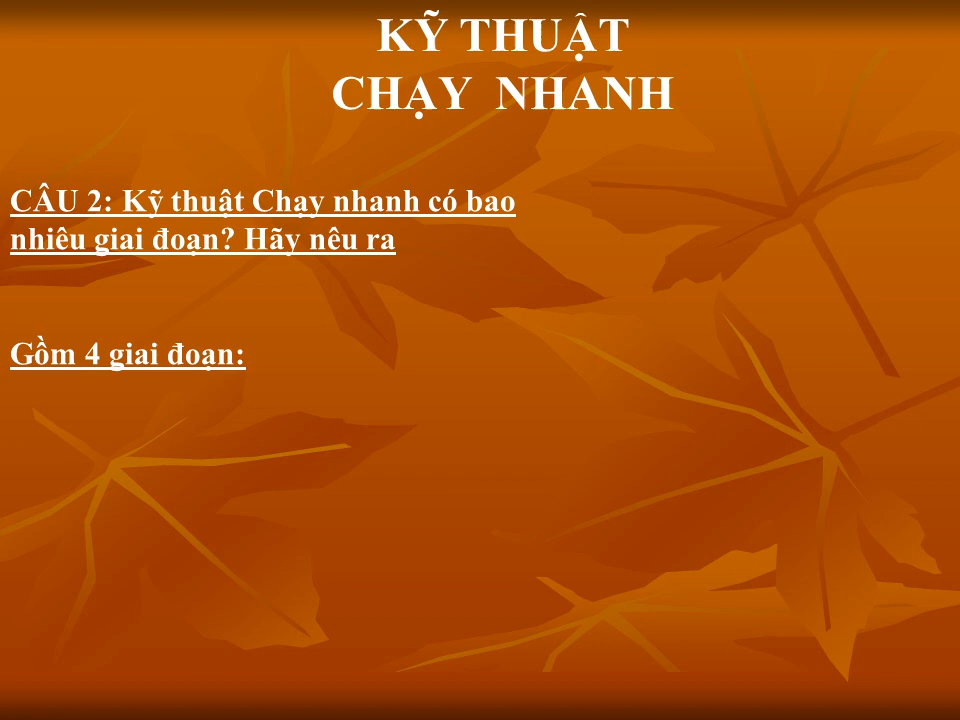 KỸ THUẬT
CHẠY NHANH
CÂU 2: Kỹ thuật Chạy nhanh có bao
nhiêu giai đoạn? Hãy nêu ra
Gồm 4 giai đoạn: